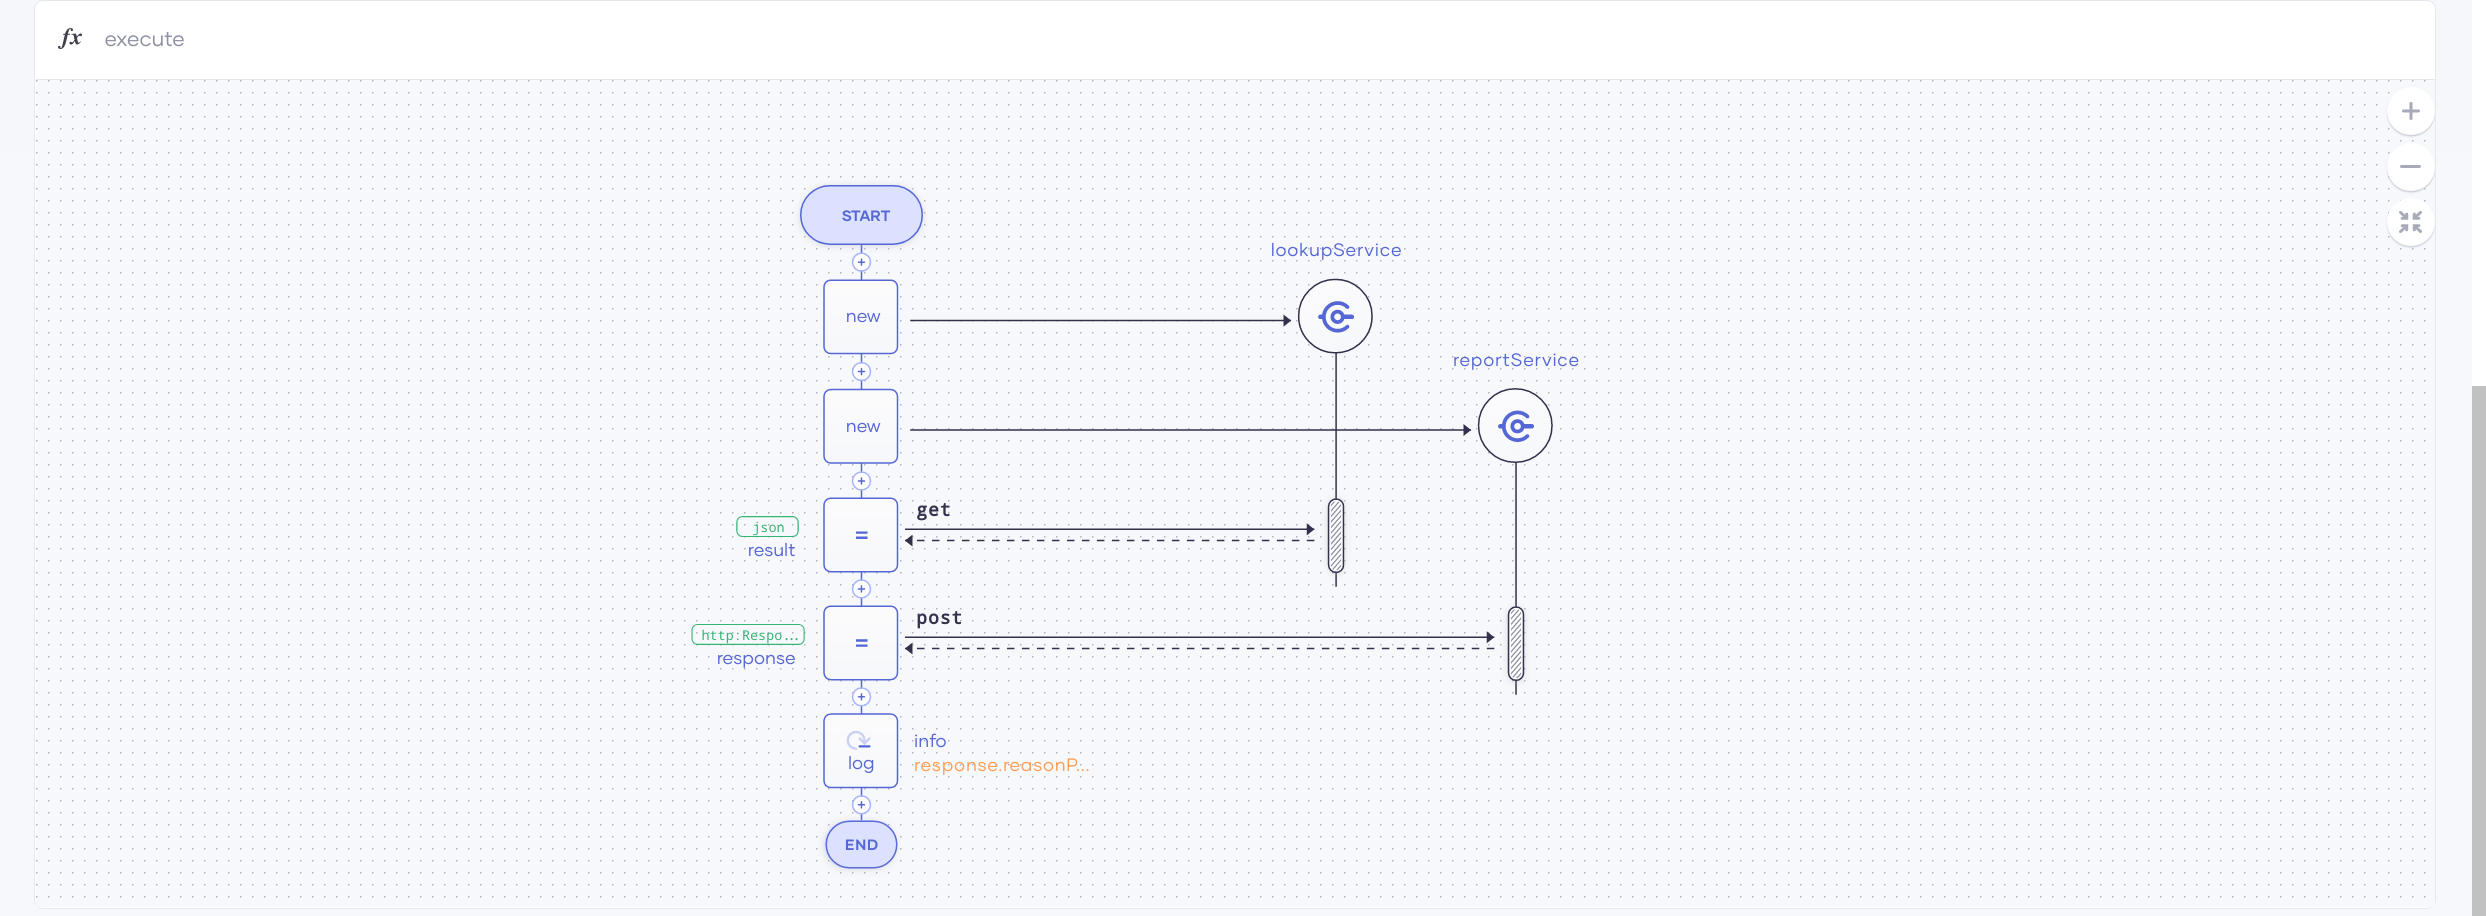 fx execute
START
lookupService
new
reportService
new
get
json
=
result
post
http:Respo...
=
response
info
log
response.reasonP...
END